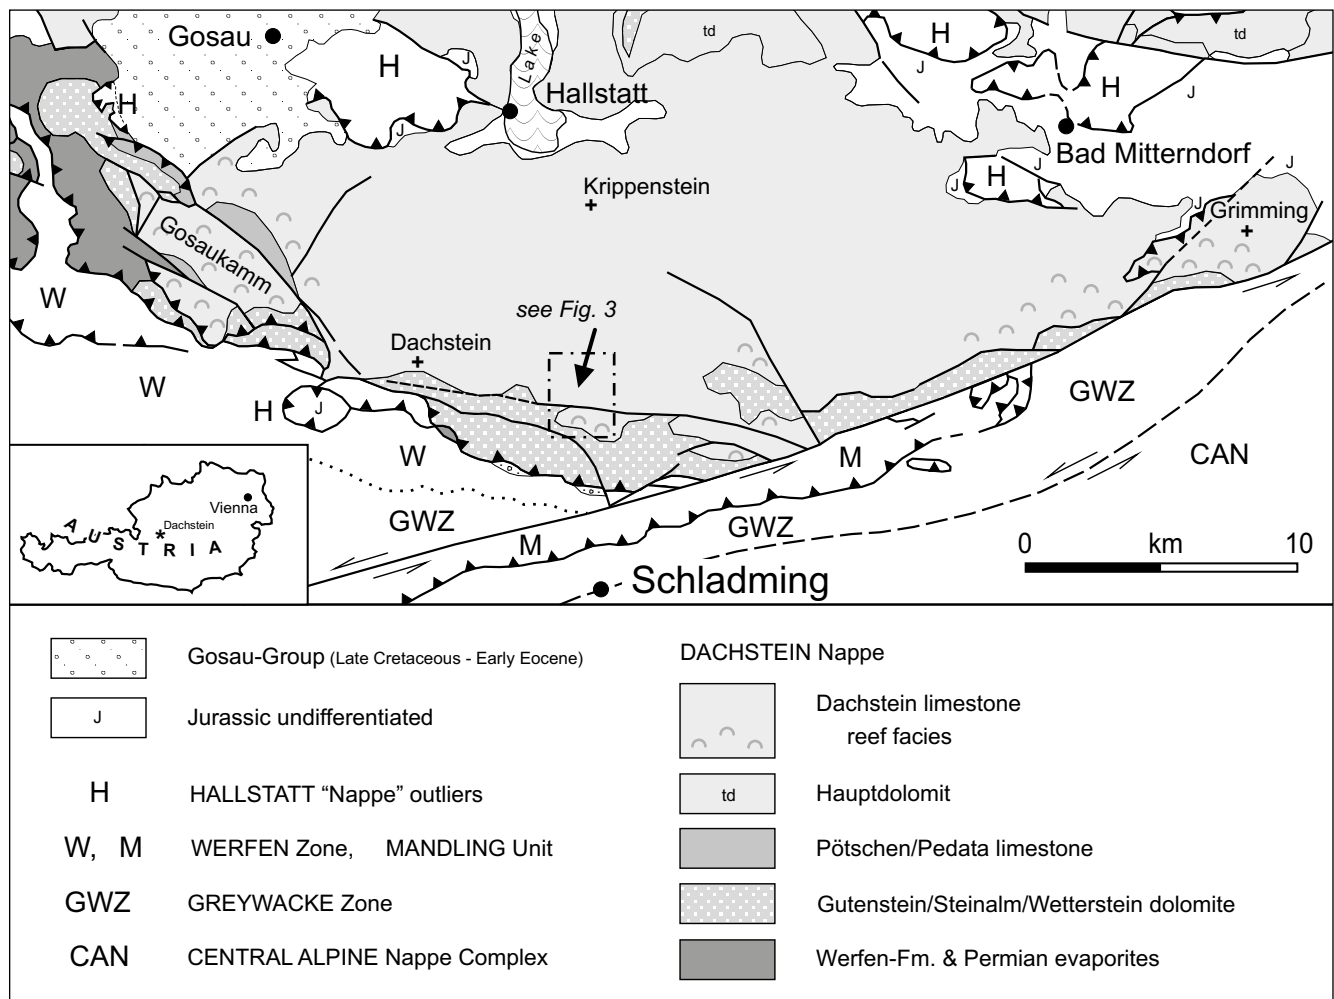 Gosau
H
J
Lake
Hallstatt
J
td
H
J
td
H
J
Bad Mitterndorf
H
J
H
J
J
J
Grimming
Krippenstein
Gosaukamm
W
see Fig. 3
Dachstein
W
H
J
W
GWZ
M
GWZ
CAN
GWZ
M
Schladming
0 km 10
Vienna
Dachstein
AUSTRIA
Gosau-Group (Late Cretaceous - Early Eocene)
J Jurassic undifferentiated
H HALLSTATT “Nappe” outliers
W, M WERFEN Zone, MANDLING Unit
GWZ GREYWACKE Zone
CAN CENTRAL ALPINE Nappe Complex
DACHSTEIN Nappe
Dachstein limestone
reef facies
td Hauptdolomit
Pötschen/Pedata limestone
Gutenstein/Steinalm/Wetterstein dolomite
Werfen-Fm. & Permian evaporites